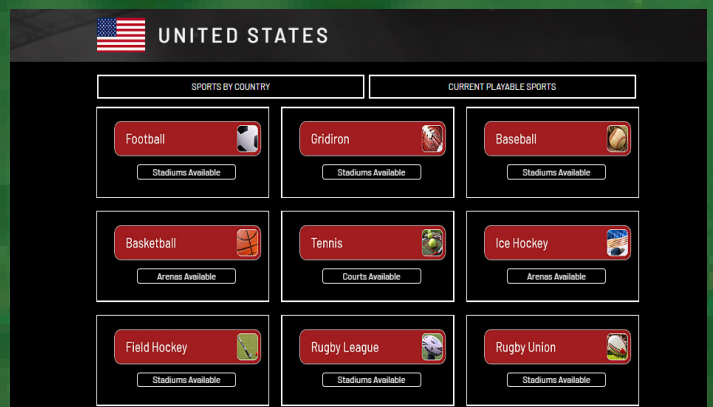 UNITED STATES
SPORTS BY COUNTRY CURRENT PLAYABLE SPORTS
Football Gridiron Baseball
Stadiums Available Stadiums Available Stadiums Available
Basketball Tennis Ice Hockey
Arenas Available Courts Available Arenas Available
Field Hockey Rugby League Rugby Union
Stadiums Available Stadiums Available Stadiums Available